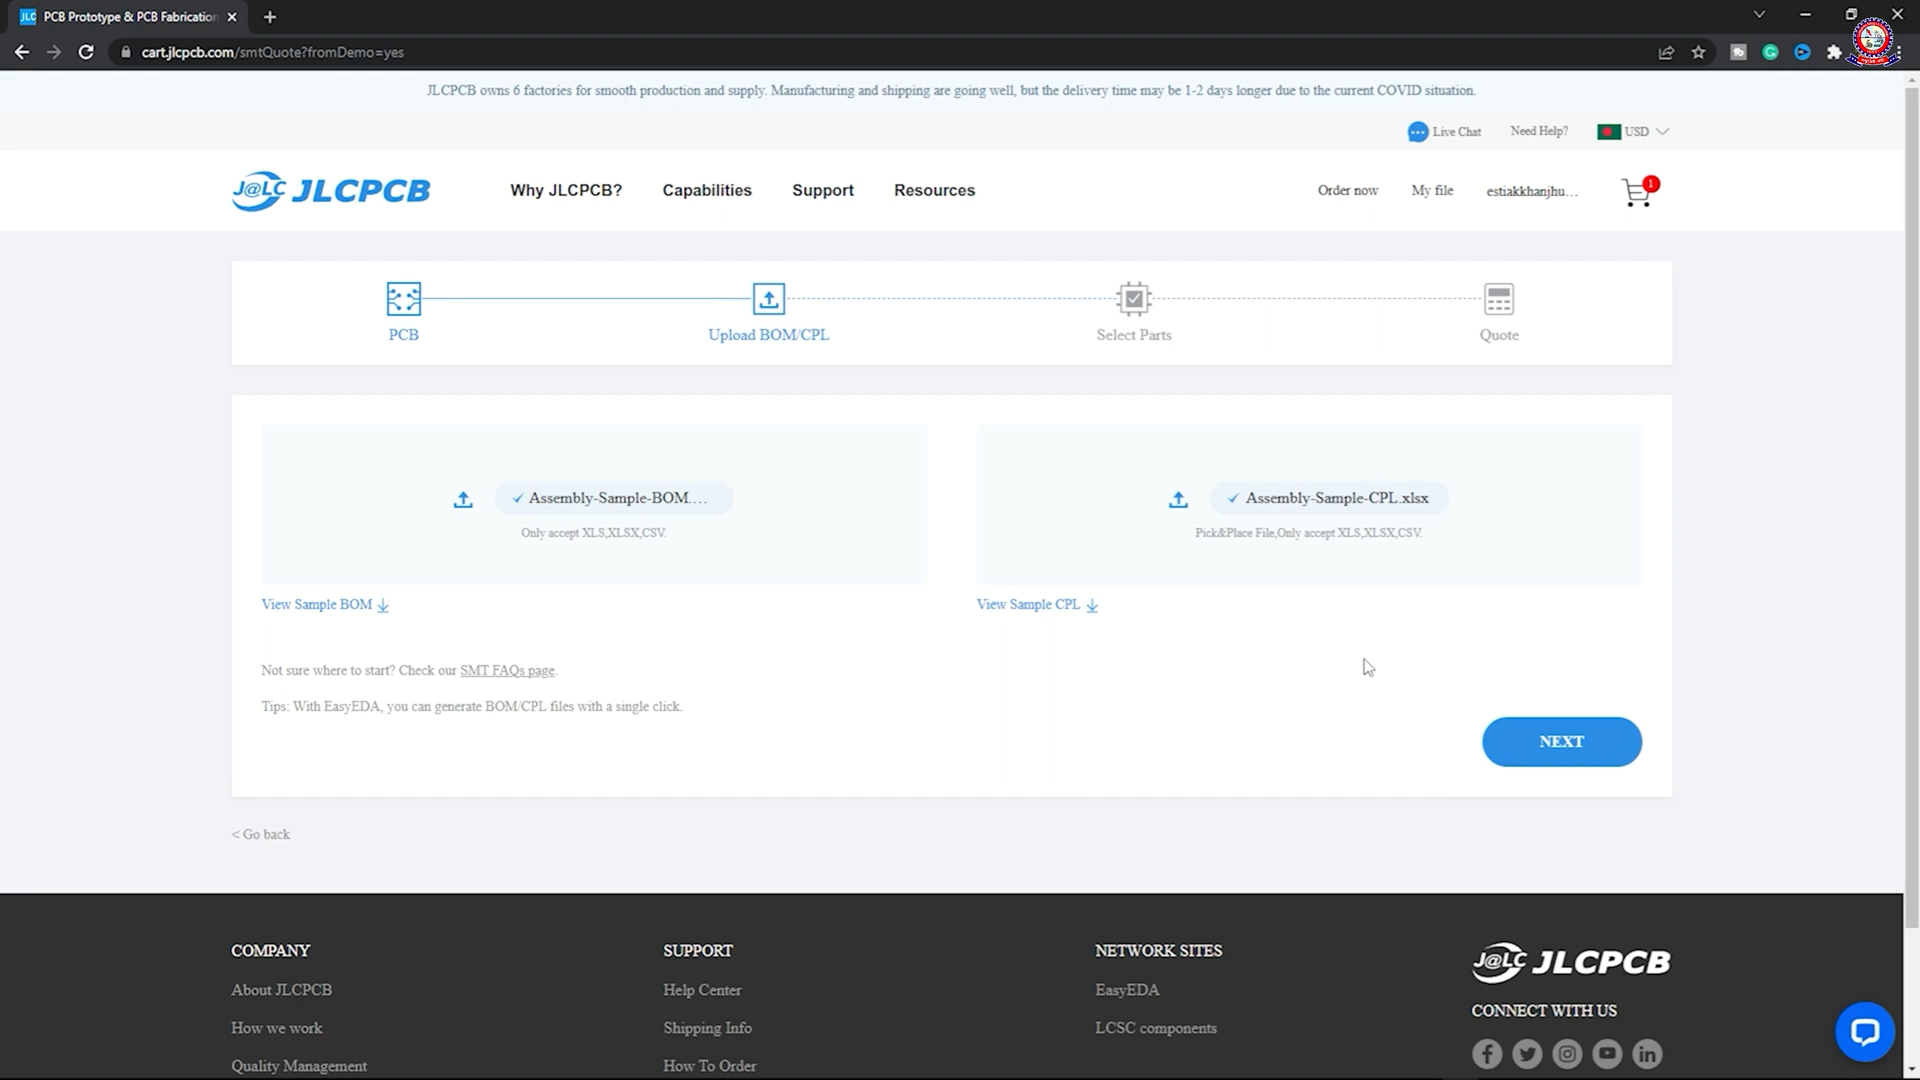 JLC PCB Prototype & PCB Fabrication
cart.jlcpcb.com/smtQuote?fromDemo=yes
JLCPCB owns 6 factories for smooth production and supply. Manufacturing and shipping are going well, but the delivery time may be 1-2 days longer due to the current COVID situation.
Live Chat Need Help? USD
J@LC JLCPCB Why JLCPCB? Capabilities Support Resources Order now My file estiakkhanjhu... 1
PCB Upload BOM/CPL Select Parts Quote
Assembly-Sample-BOM.... Assembly-Sample-CPL.xlsx
Only accept XLS,XLSX,CSV. Pick&Place File,Only accept XLS,XLSX,CSV.
View Sample BOM View Sample CPL
Not sure where to start? Check our SMT FAQs page.
Tips: With EasyEDA, you can generate BOM/CPL files with a single click.
NEXT
< Go back
COMPANY SUPPORT NETWORK SITES J@LC JLCPCB
About JLCPCB Help Center EasyEDA
CONNECT WITH US
How we work Shipping Info LCSC components
Quality Management How To Order